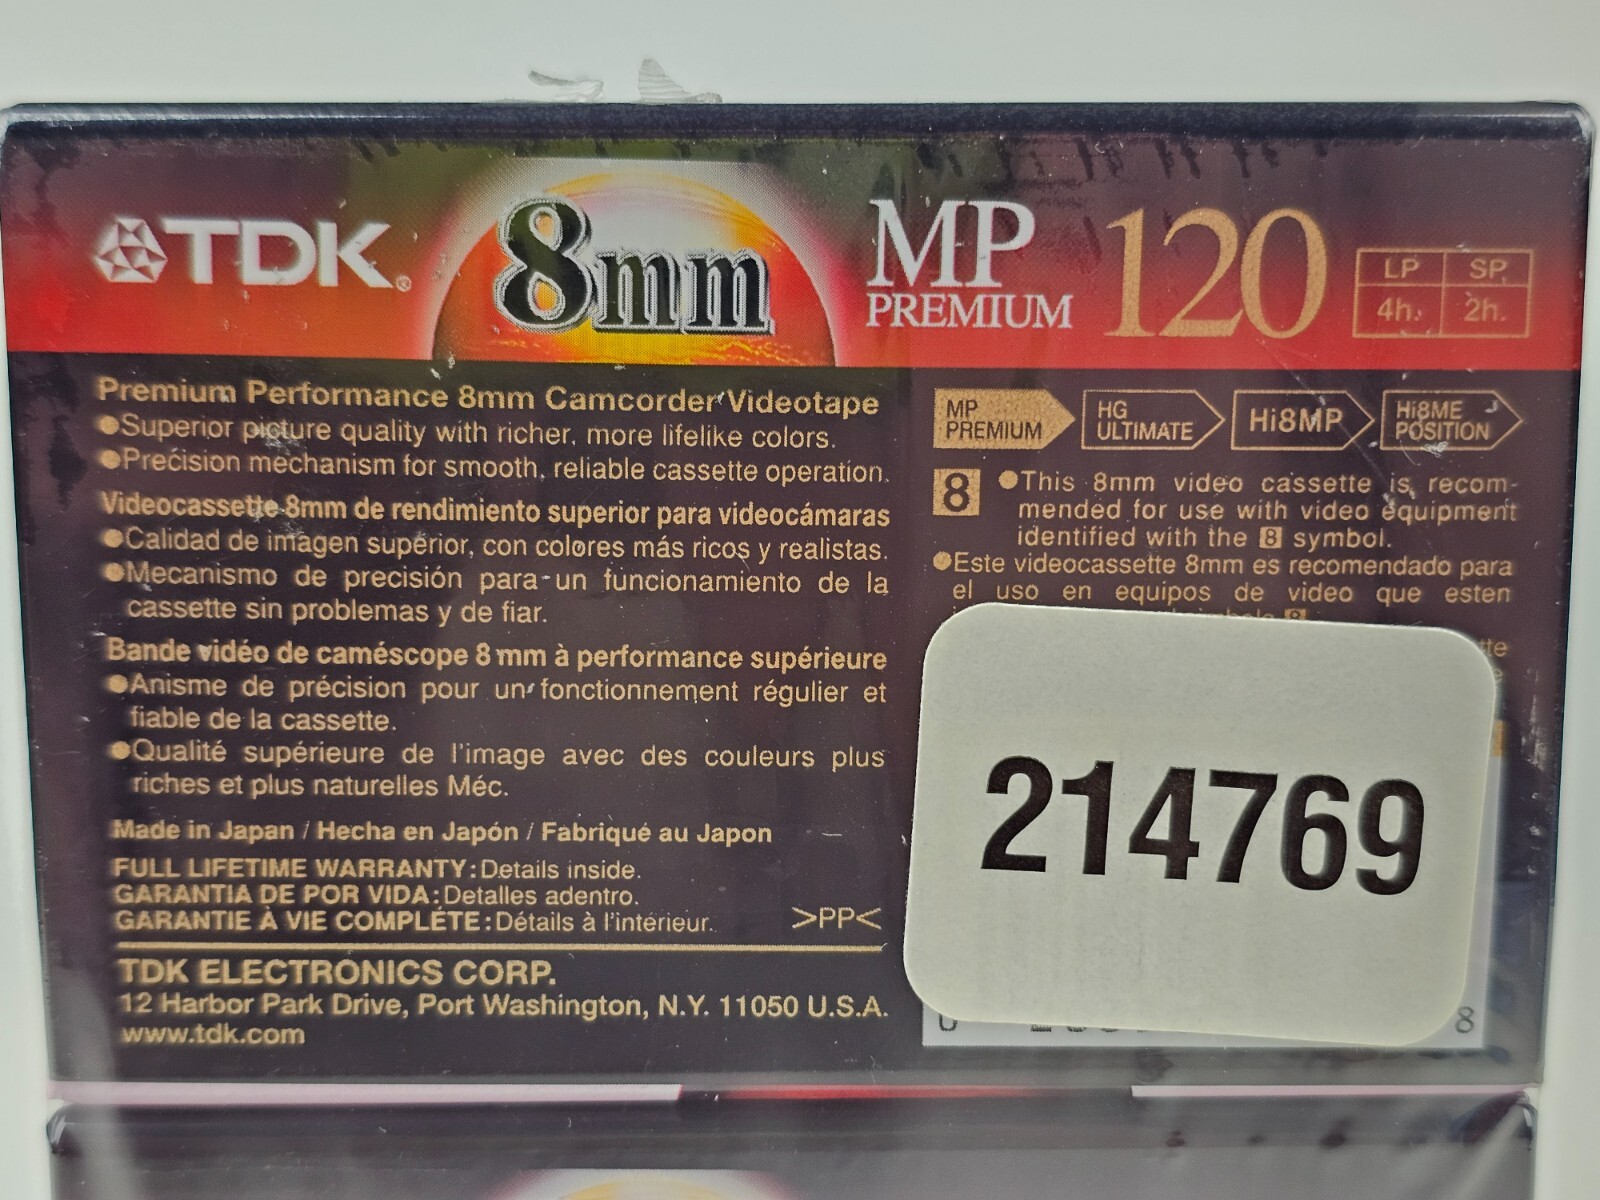 TDK®
8mm
MP
PREMIUM
120
LP SP
4h. 2h.
Premium Performance 8mm Camcorder Videotape
●Superior picture quality with richer, more lifelike colors.
●Precision mechanism for smooth, reliable cassette operation.
Videocassette 8mm de rendimiento superior para videocámaras
●Calidad de imagen superior, con colores más ricos y realistas.
●Mecanismo de precisión para un funcionamiento de la
cassette sin problemas y de fiar.
Bande vidéo de caméscope 8 mm à performance supérieure
●Anisme de précision pour un fonctionnement régulier et
fiable de la cassette.
●Qualité supérieure de l'image avec des couleurs plus
riches et plus naturelles Méc.
Made in Japan / Hecha en Japón / Fabriqué au Japon
FULL LIFETIME WARRANTY: Details inside.
GARANTIA DE POR VIDA: Detalles adentro.
GARANTIE À VIE COMPLÉTE: Détails à l'intérieur.
>PP<
TDK ELECTRONICS CORP.
12 Harbor Park Drive, Port Washington, N.Y. 11050 U.S.A.
www.tdk.com
MP
PREMIUM
HG
ULTIMATE
Hi8MP
Hi8ME
POSITION
8
●This 8mm video cassette is recom-
mended for use with video equipment
identified with the 8 symbol.
●Este videocassette 8mm es recomendado para
el uso en equipos de video que esten
8
214769
8